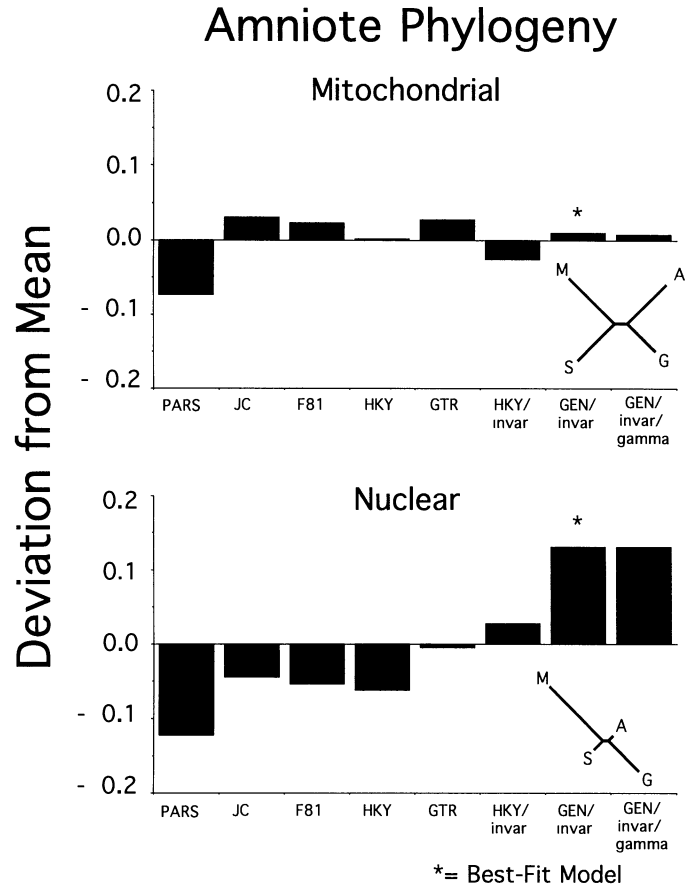 Amniote Phylogeny
Mitochondrial
Deviation from Mean
0.2
0.1
0.0
- 0.1
- 0.2
*
M
A
S
G
PARS JC F81 HKY GTR HKY/ invar GEN/ invar GEN/ invar/ gamma
Nuclear
0.2
0.1
0.0
- 0.1
- 0.2
*
M
A
S
G
PARS JC F81 HKY GTR HKY/ invar GEN/ invar GEN/ invar/ gamma
*= Best-Fit Model